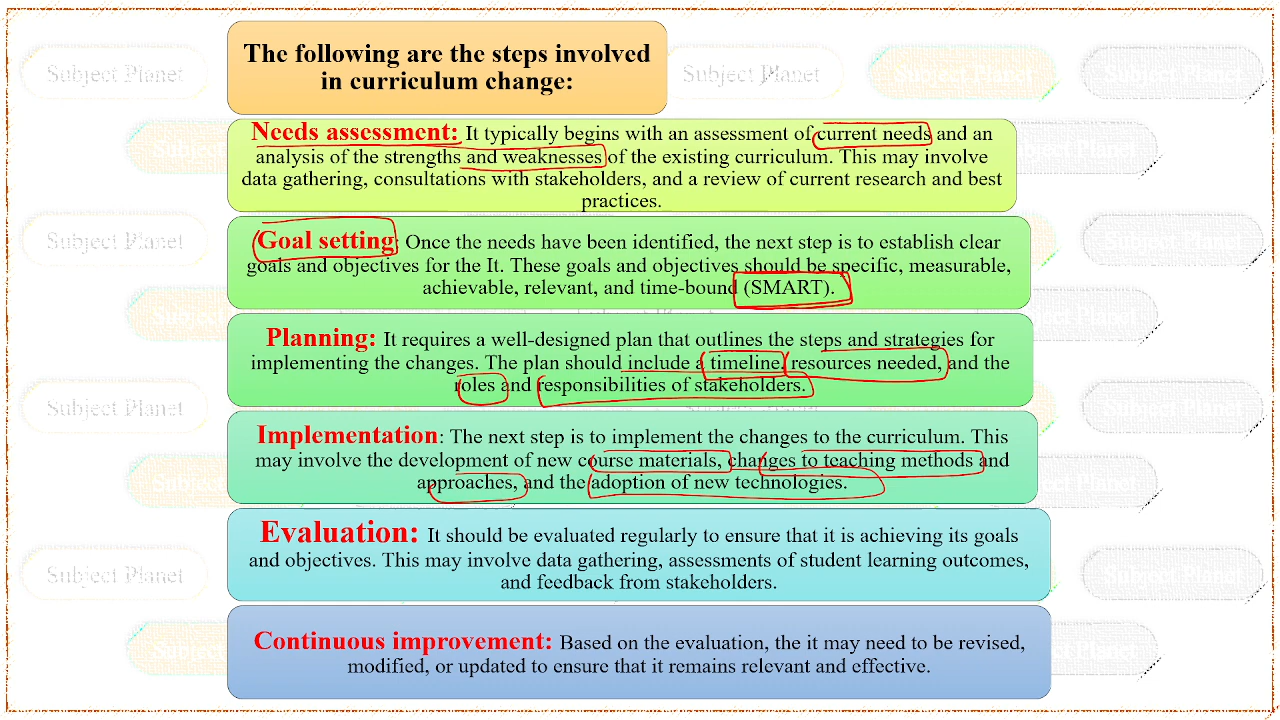 The following are the steps involved
in curriculum change:
Needs assessment: It typically begins with an assessment of current needs and an
analysis of the strengths and weaknesses of the existing curriculum. This may involve
data gathering, consultations with stakeholders, and a review of current research and best
practices.
Goal setting: Once the needs have been identified, the next step is to establish clear
goals and objectives for the It. These goals and objectives should be specific, measurable,
achievable, relevant, and time-bound (SMART).
Planning: It requires a well-designed plan that outlines the steps and strategies for
implementing the changes. The plan should include a timeline, resources needed, and the
roles and responsibilities of stakeholders.
Implementation: The next step is to implement the changes to the curriculum. This
may involve the development of new course materials, changes to teaching methods and
approaches, and the adoption of new technologies.
Evaluation: It should be evaluated regularly to ensure that it is achieving its goals
and objectives. This may involve data gathering, assessments of student learning outcomes,
and feedback from stakeholders.
Continuous improvement: Based on the evaluation, the it may need to be revised,
modified, or updated to ensure that it remains relevant and effective.
Subject Planet
Subject Planet
Subject Planet
Subject Planet
Subject Planet